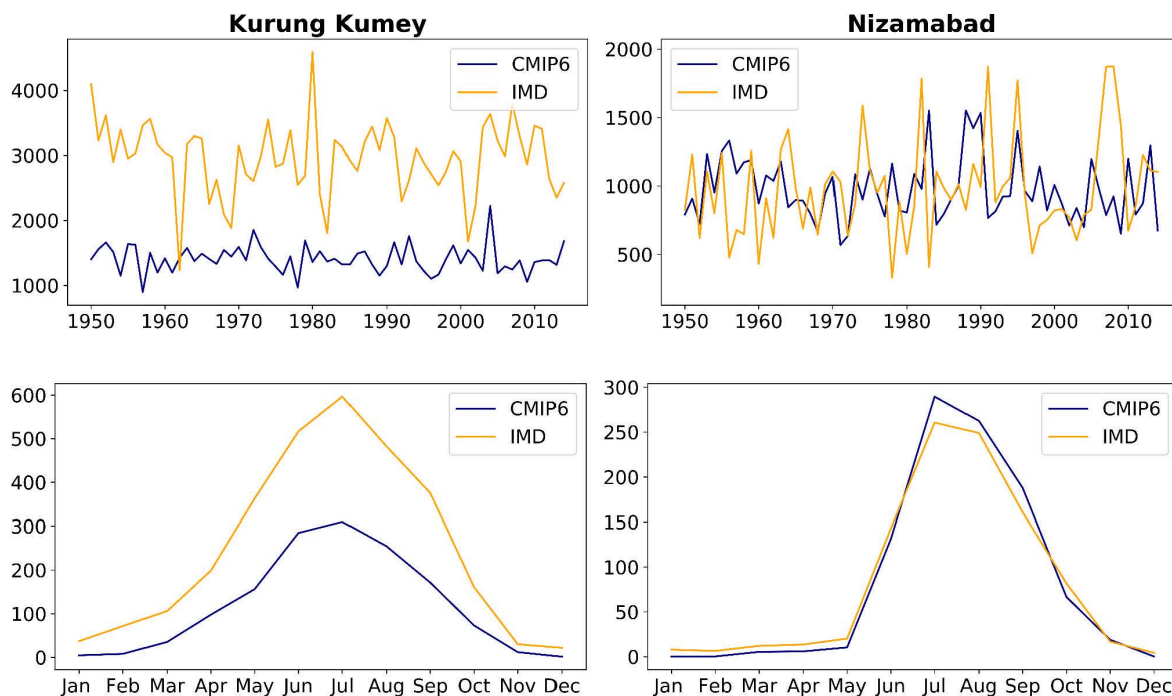 Kurung Kumey
CMIP6
IMD
4000
3000
2000
1000
1950 1960 1970 1980 1990 2000 2010
Nizamabad
CMIP6
IMD
2000
1500
1000
500
1950 1960 1970 1980 1990 2000 2010
CMIP6
IMD
600
500
400
300
200
100
0
Jan Feb Mar Apr May Jun Jul Aug Sep Oct Nov Dec
CMIP6
IMD
300
250
200
150
100
50
0
Jan Feb Mar Apr May Jun Jul Aug Sep Oct Nov Dec